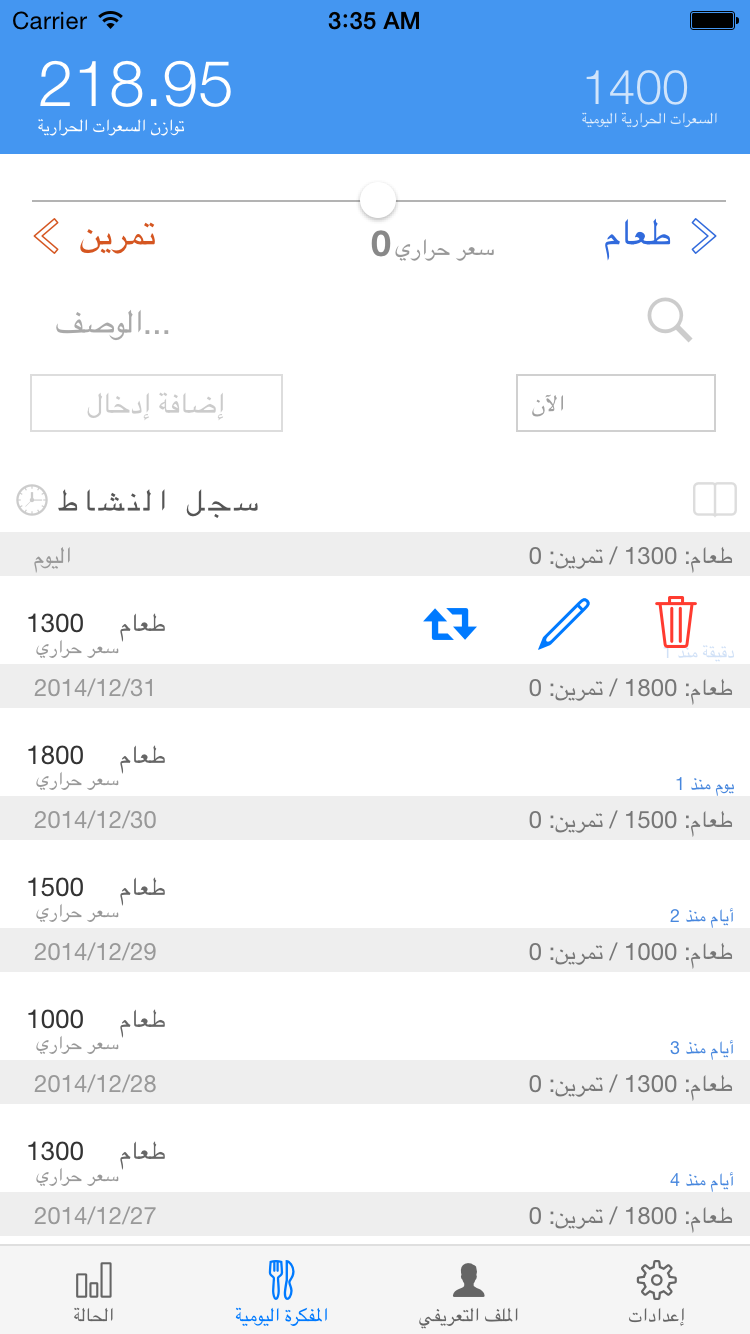 Carrier 3:35 AM
218.95
توازن السعرات الحرارية
1400
السعرات الحرارية اليومية
تمرين
0 سعر حراري
طعام
الوصف...
إضافة إدخال
الآن
سجل النشاط
اليوم
طعام: 1300 / تمرين: 0
1300 طعام
سعر حراري
دقيقة منذ 1
2014/12/31
طعام: 1800 / تمرين: 0
1800 طعام
سعر حراري
يوم منذ 1
2014/12/30
طعام: 1500 / تمرين: 0
1500 طعام
سعر حراري
أيام منذ 2
2014/12/29
طعام: 1000 / تمرين: 0
1000 طعام
سعر حراري
أيام منذ 3
2014/12/28
طعام: 1300 / تمرين: 0
1300 طعام
سعر حراري
أيام منذ 4
2014/12/27
طعام: 1800 / تمرين: 0
الحالة
المفكرة اليومية
الملف التعريفي
إعدادات